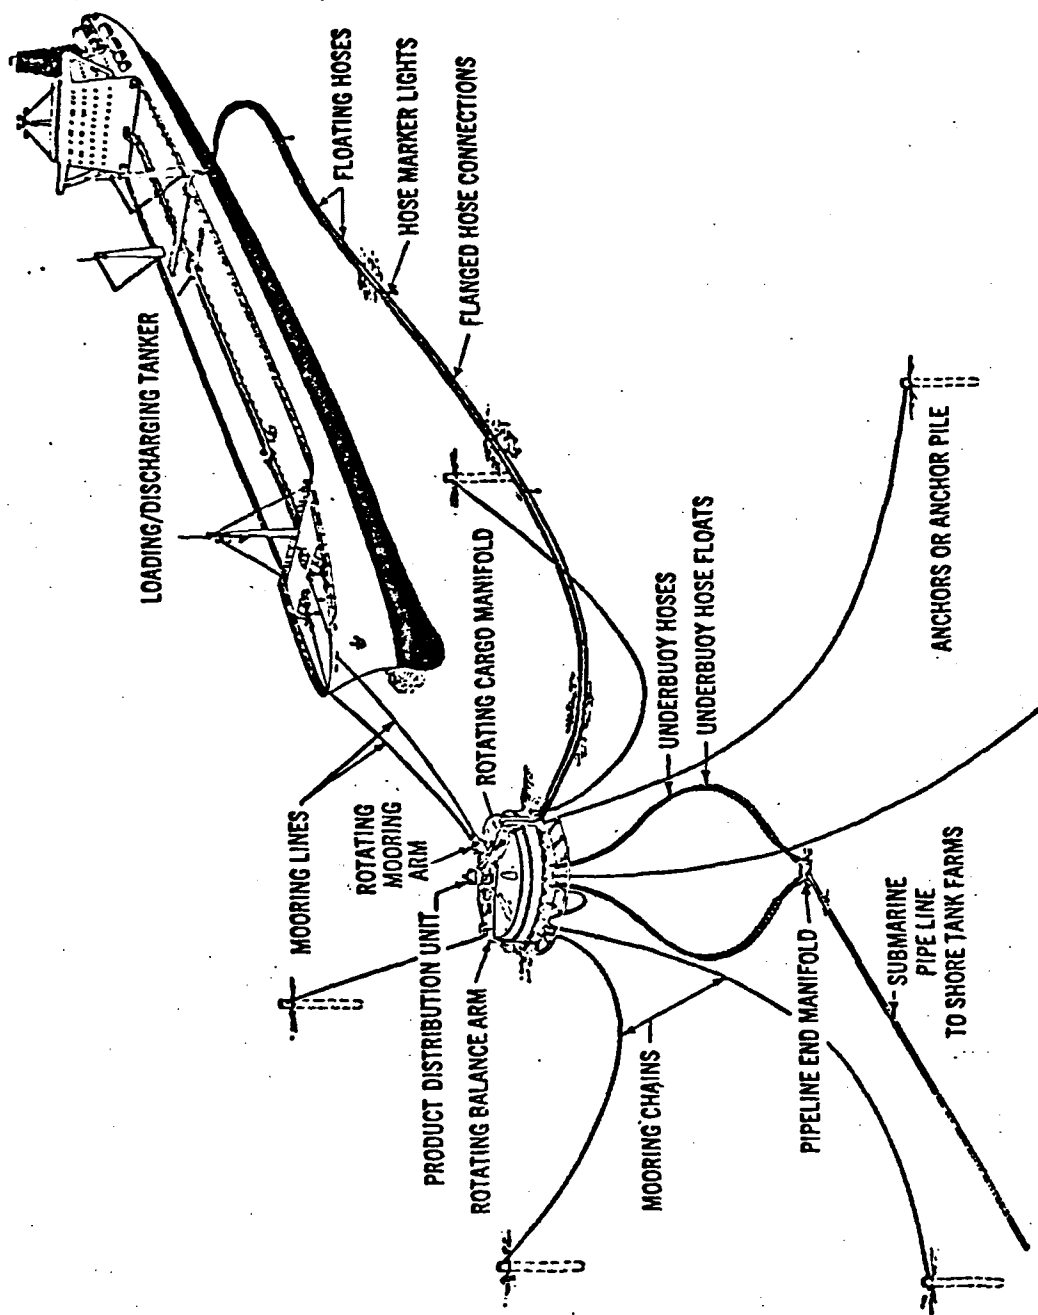 LOADING/DISCHARGING TANKER
FLOATING HOSES
HOSE MARKER LIGHTS
FLANGED HOSE CONNECTIONS
MOORING LINES
ROTATING
MOORING
ARM
PRODUCT DISTRIBUTION UNIT
ROTATING BALANCE ARM
ROTATING CARGO MANIFOLD
UNDERBUOY HOSES
UNDERBUOY HOSE FLOATS
MOORING CHAINS
ANCHORS OR ANCHOR PILE
PIPELINE END MANIFOLD
SUBMARINE
PIPE LINE
TO SHORE TANK FARMS